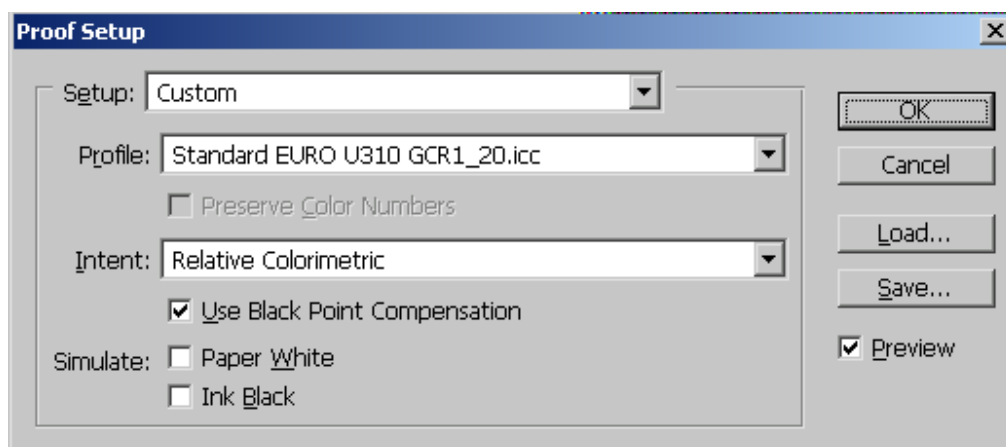 Proof Setup
Setup: Custom
OK
Profile: Standard EURO U310 GCR1_20.icc
Cancel
Preserve Color Numbers
Load...
Intent: Relative Colorimetric
Save...
Use Black Point Compensation
Simulate: Paper White
Preview
Ink Black